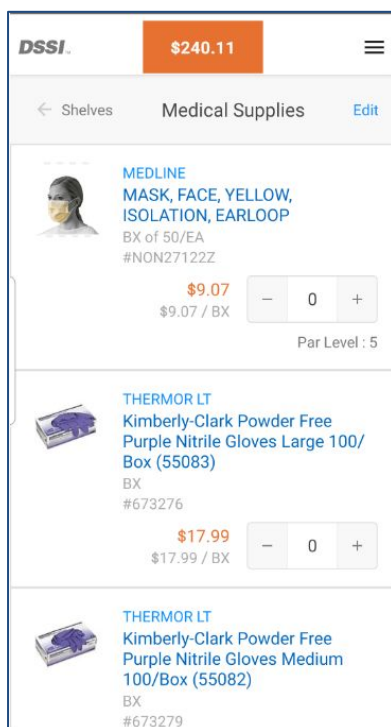 DSSI
$240.11
← Shelves
Medical Supplies
Edit
MEDLINE
MASK, FACE, YELLOW,
ISOLATION, EARLOOP
BX of 50/EA
#NON27122Z
$9.07
$9.07 / BX
− 0 +
Par Level : 5
THERMOR LT
Kimberly-Clark Powder Free
Purple Nitrile Gloves Large 100/
Box (55083)
BX
#673276
$17.99
$17.99 / BX
− 0 +
THERMOR LT
Kimberly-Clark Powder Free
Purple Nitrile Gloves Medium
100/Box (55082)
BX
#673279